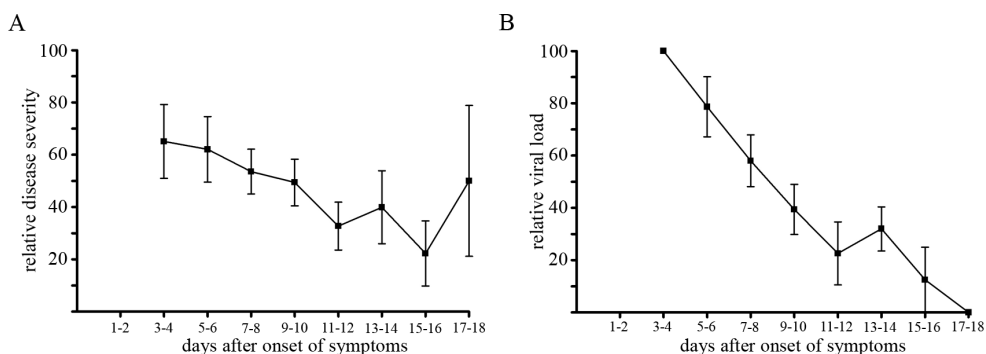 A
relative disease severity
100
80
60
40
20
1-2 3-4 5-6 7-8 9-10 11-12 13-14 15-16 17-18
days after onset of symptoms
B
relative viral load
100
80
60
40
20
1-2 3-4 5-6 7-8 9-10 11-12 13-14 15-16 17-18
days after onset of symptoms